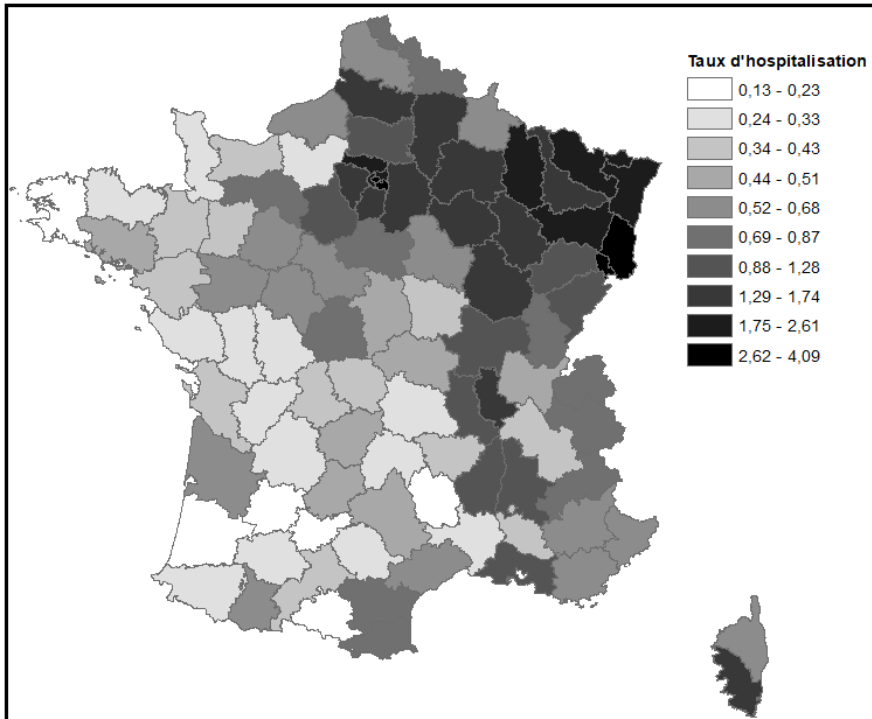 Taux d'hospitalisation
0,13 - 0,23
0,24 - 0,33
0,34 - 0,43
0,44 - 0,51
0,52 - 0,68
0,69 - 0,87
0,88 - 1,28
1,29 - 1,74
1,75 - 2,61
2,62 - 4,09